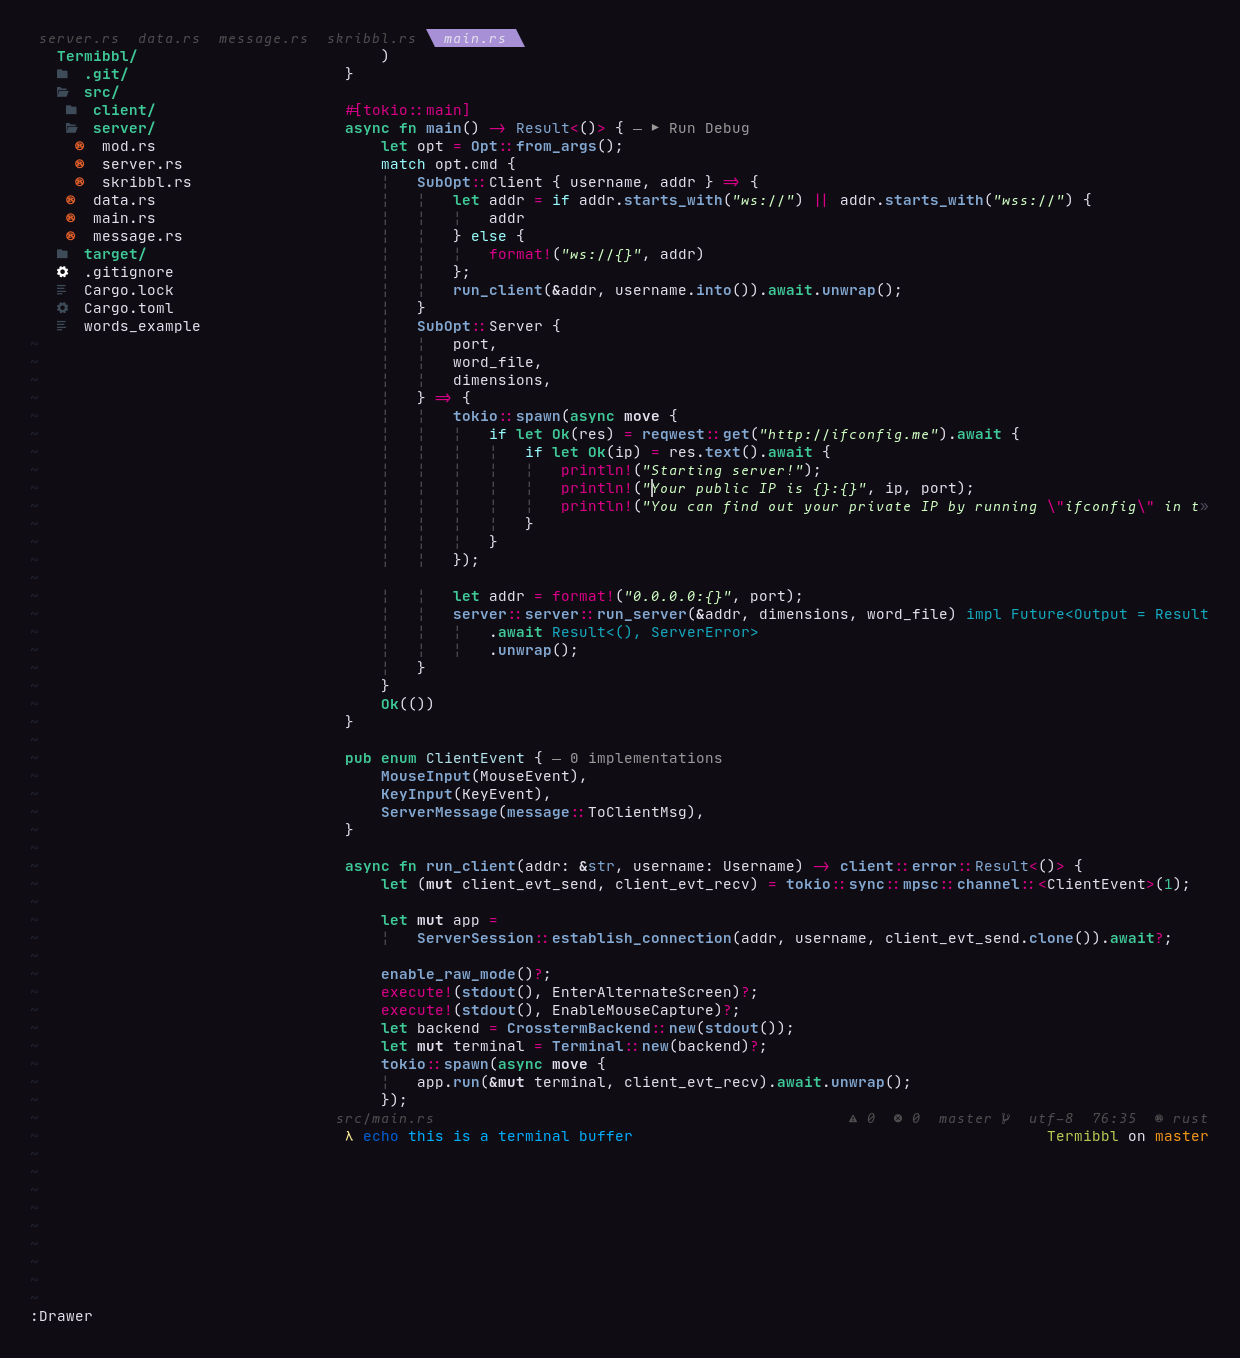 server.rs data.rs message.rs skribbl.rs main.rs
Termibbl/
.git/
src/
client/
server/
mod.rs
server.rs
skribbl.rs
data.rs
main.rs
message.rs
target/
.gitignore
Cargo.lock
Cargo.toml
words_example
)
}
#[tokio::main]
async fn main() -> Result<()> { — ▶ Run Debug
let opt = Opt::from_args();
match opt.cmd {
SubOpt::Client { username, addr } => {
let addr = if addr.starts_with("ws://") || addr.starts_with("wss://") {
addr
} else {
format!("ws://{}", addr)
};
run_client(&addr, username.into()).await.unwrap();
}
SubOpt::Server {
port,
word_file,
dimensions,
} => {
tokio::spawn(async move {
if let Ok(res) = reqwest::get("http://ifconfig.me").await {
if let Ok(ip) = res.text().await {
println!("Starting server!");
println!("Your public IP is {}:{}", ip, port);
println!("You can find out your private IP by running \"ifconfig\" in t»
}
}
});
let addr = format!("0.0.0.0:{}", port);
server::server::run_server(&addr, dimensions, word_file) impl Future<Output = Result
.await Result<(), ServerError>
.unwrap();
}
}
Ok(())
}
pub enum ClientEvent { — 0 implementations
MouseInput(MouseEvent),
KeyInput(KeyEvent),
ServerMessage(message::ToClientMsg),
}
async fn run_client(addr: &str, username: Username) -> client::error::Result<()> {
let (mut client_evt_send, client_evt_recv) = tokio::sync::mpsc::channel::<ClientEvent>(1);
let mut app =
ServerSession::establish_connection(addr, username, client_evt_send.clone()).await?;
enable_raw_mode()?;
execute!(stdout(), EnterAlternateScreen)?;
execute!(stdout(), EnableMouseCapture)?;
let backend = CrosstermBackend::new(stdout());
let mut terminal = Terminal::new(backend)?;
tokio::spawn(async move {
app.run(&mut terminal, client_evt_recv).await.unwrap();
});
src/main.rs 0 0 master utf-8 76:35 rust
λ echo this is a terminal buffer Termibbl on master
:Drawer